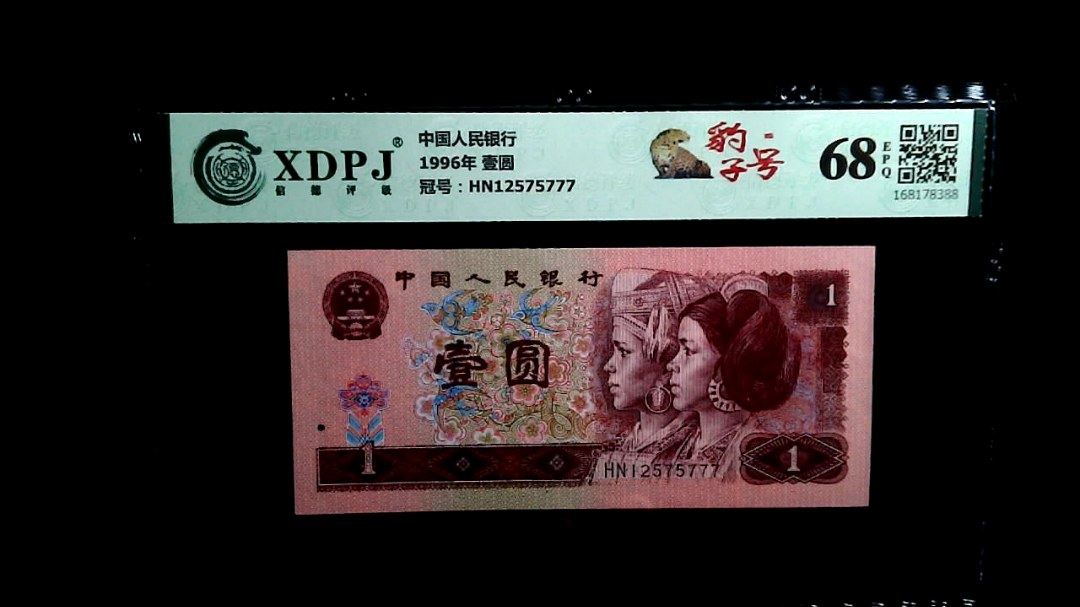 XDPJ®
信德评级
中国人民银行
1996年 壹圆
冠号：HN12575777
豹子号
68
EPQ
168178388
中国人民银行
1
壹圆
1
HN12575777
1